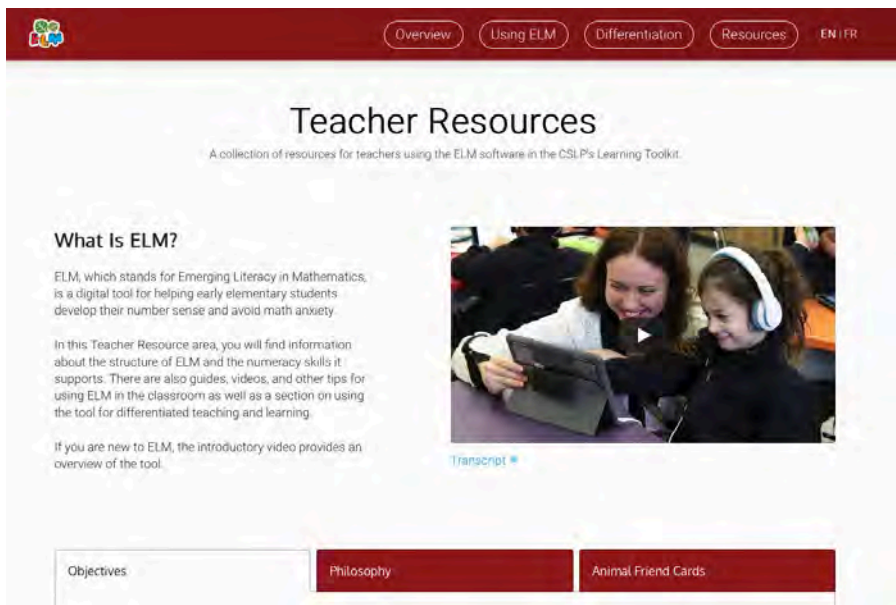 ELM
Overview
Using ELM
Differentiation
Resources
EN | FR
Teacher Resources
A collection of resources for teachers using the ELM software in the CSLP's Learning Toolkit.
What Is ELM?
ELM, which stands for Emerging Literacy in Mathematics,
is a digital tool for helping early elementary students
develop their number sense and avoid math anxiety.
In this Teacher Resource area, you will find information
about the structure of ELM and the numeracy skills it
supports. There are also guides, videos, and other tips for
using ELM in the classroom as well as a section on using
the tool for differentiated teaching and learning.
If you are new to ELM, the introductory video provides an
overview of the tool.
Transcript
Objectives
Philosophy
Animal Friend Cards